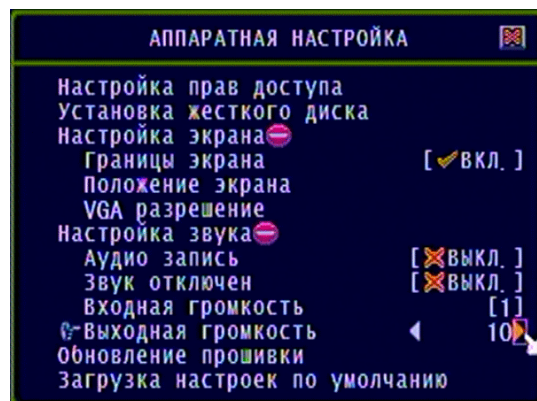 АППАРАТНАЯ НАСТРОЙКА
Настройка прав доступа
Установка жесткого диска
Настройка экрана
Границы экрана [ВКЛ.]
Положение экрана
VGA разрешение
Настройка звука
Аудио запись [ВЫКЛ.]
Звук отключен [ВЫКЛ.]
Входная громкость [1]
Выходная громкость 10
Обновление прошивки
Загрузка настроек по умолчанию